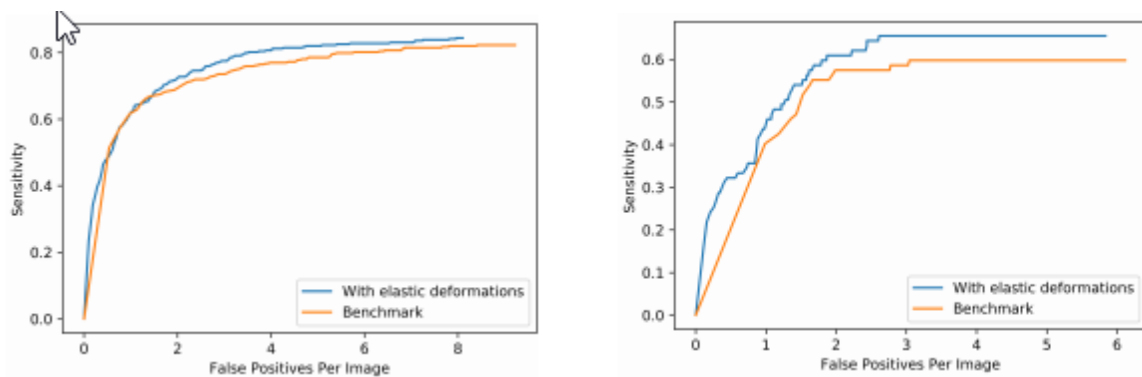 Sensitivity
0.8
0.6
0.4
0.2
0.0
With elastic deformations
Benchmark
0 2 4 6 8
False Positives Per Image
Sensitivity
0.6
0.5
0.4
0.3
0.2
0.1
0.0
With elastic deformations
Benchmark
0 1 2 3 4 5 6
False Positives Per Image